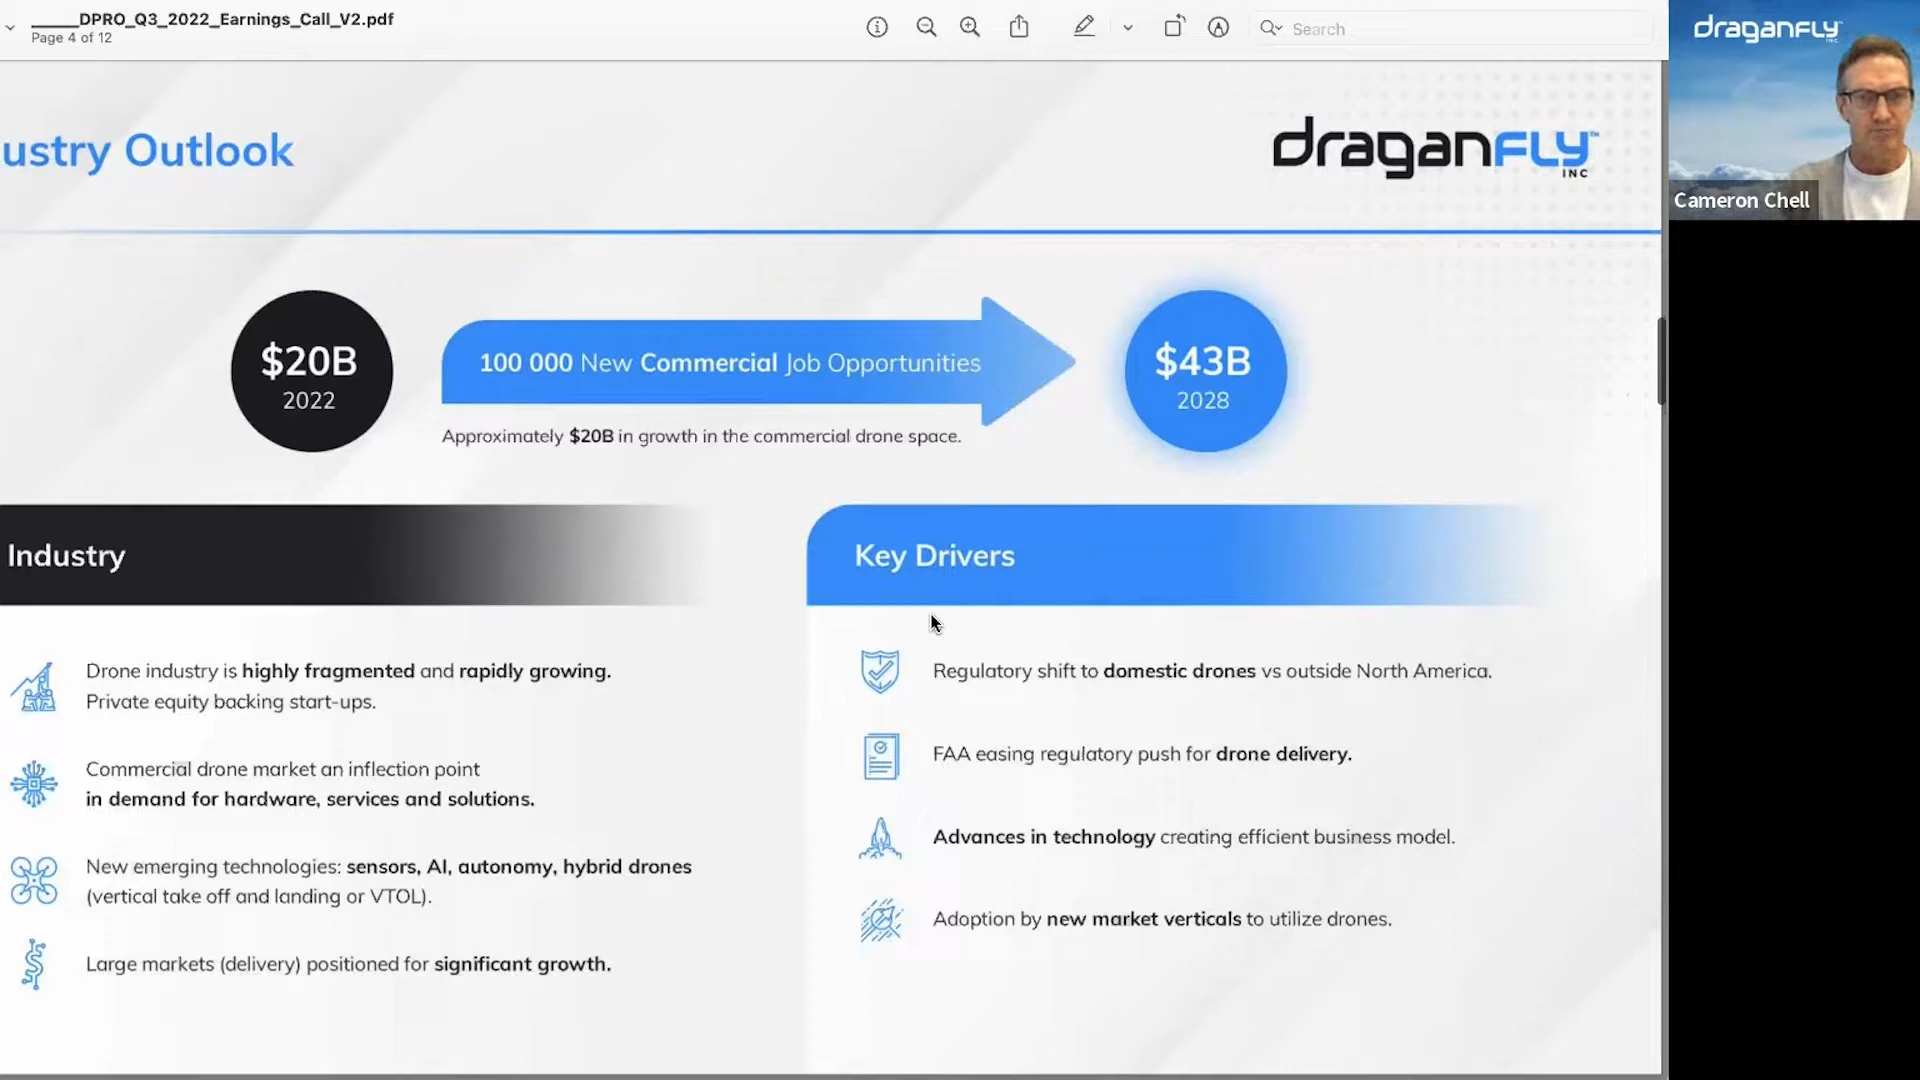 _____DPRO_Q3_2022_Earnings_Call_V2.pdf
Page 4 of 12
Search
ustry Outlook
draganFLY
INC
$20B
2022
100 000 New Commercial Job Opportunities
Approximately $20B in growth in the commercial drone space.
$43B
2028
Industry
Drone industry is highly fragmented and rapidly growing.
Private equity backing start-ups.
Commercial drone market an inflection point
in demand for hardware, services and solutions.
New emerging technologies: sensors, AI, autonomy, hybrid drones
(vertical take off and landing or VTOL).
Large markets (delivery) positioned for significant growth.
Key Drivers
Regulatory shift to domestic drones vs outside North America.
FAA easing regulatory push for drone delivery.
Advances in technology creating efficient business model.
Adoption by new market verticals to utilize drones.
draganFLY
INC
Cameron Chell